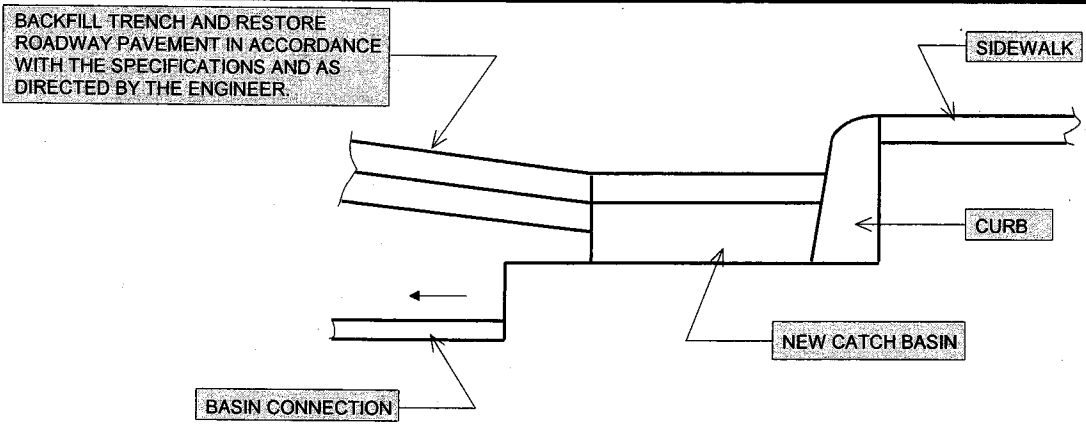 BACKFILL TRENCH AND RESTORE
ROADWAY PAVEMENT IN ACCORDANCE
WITH THE SPECIFICATIONS AND AS
DIRECTED BY THE ENGINEER.
SIDEWALK
CURB
NEW CATCH BASIN
BASIN CONNECTION